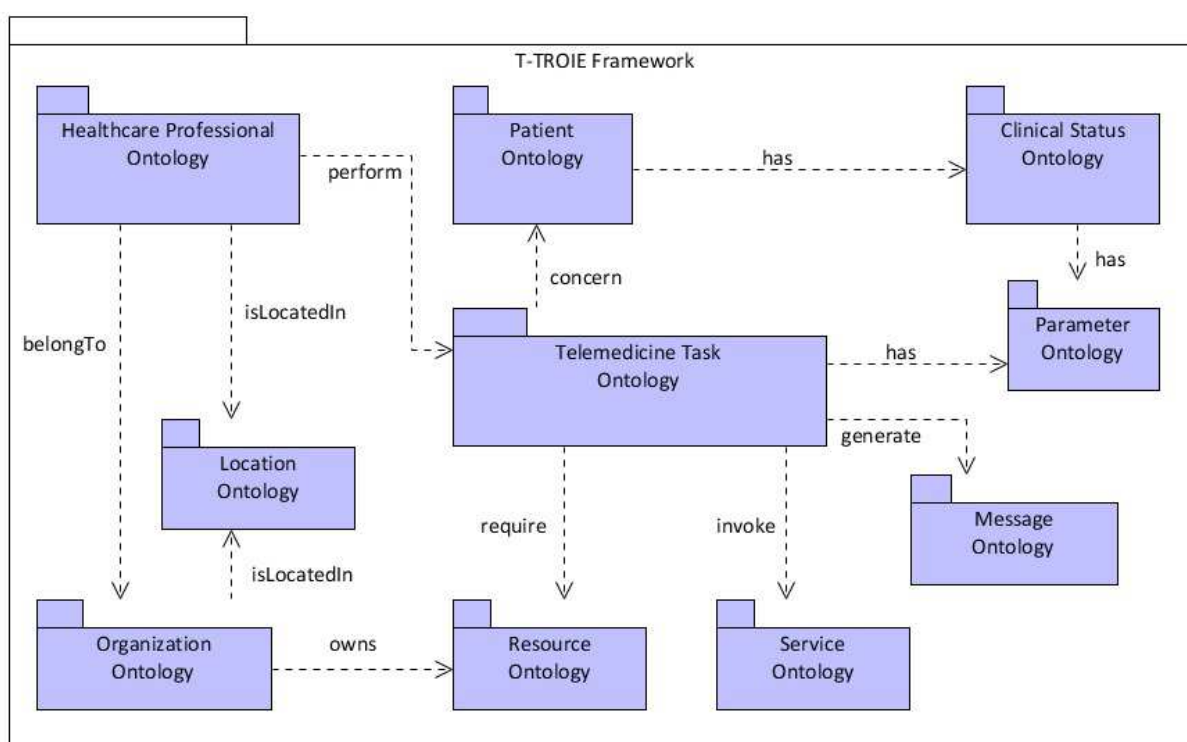 T-TROIE Framework
Healthcare Professional
Ontology
Patient
Ontology
Clinical Status
Ontology
perform
has
concern
has
isLocatedIn
belongTo
Telemedicine Task
Ontology
has
Parameter
Ontology
generate
Location
Ontology
require
invoke
Message
Ontology
isLocatedIn
Organization
Ontology
owns
Resource
Ontology
Service
Ontology